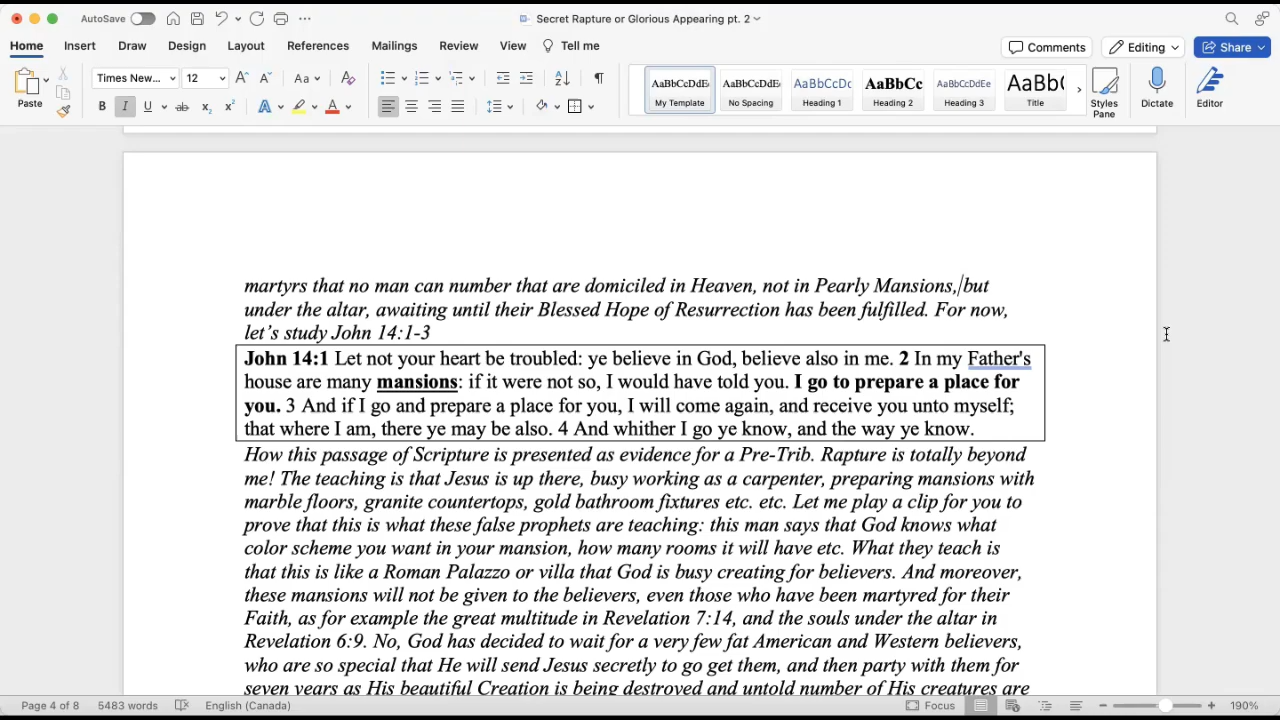 AutoSave
Secret Rapture or Glorious Appearing pt. 2
Home Insert Draw Design Layout References Mailings Review View Tell me Comments Editing Share
Paste
Times New... 12 A A Aa A
B I U ab x2 x2 A A
AaBbCcDdE AaBbCcDdE AaBbCcDc AaBbCc AaBbCcDdEe AaBb(
My Template No Spacing Heading 1 Heading 2 Heading 3 Title
Styles Pane
Dictate
Editor
martyrs that no man can number that are domiciled in Heaven, not in Pearly Mansions, but
under the altar, awaiting until their Blessed Hope of Resurrection has been fulfilled. For now,
let's study John 14:1-3
John 14:1 Let not your heart be troubled: ye believe in God, believe also in me. 2 In my Father's
house are many mansions: if it were not so, I would have told you. I go to prepare a place for
you. 3 And if I go and prepare a place for you, I will come again, and receive you unto myself;
that where I am, there ye may be also. 4 And whither I go ye know, and the way ye know.
How this passage of Scripture is presented as evidence for a Pre-Trib. Rapture is totally beyond
me! The teaching is that Jesus is up there, busy working as a carpenter, preparing mansions with
marble floors, granite countertops, gold bathroom fixtures etc. etc. Let me play a clip for you to
prove that this is what these false prophets are teaching: this man says that God knows what
color scheme you want in your mansion, how many rooms it will have etc. What they teach is
that this is like a Roman Palazzo or villa that God is busy creating for believers. And moreover,
these mansions will not be given to the believers, even those who have been martyred for their
Faith, as for example the great multitude in Revelation 7:14, and the souls under the altar in
Revelation 6:9. No, God has decided to wait for a very few fat American and Western believers,
who are so special that He will send Jesus secretly to go get them, and then party with them for
seven years as His beautiful Creation is being destroyed and untold number of His creatures are
Page 4 of 8 5483 words English (Canada) Focus 190%